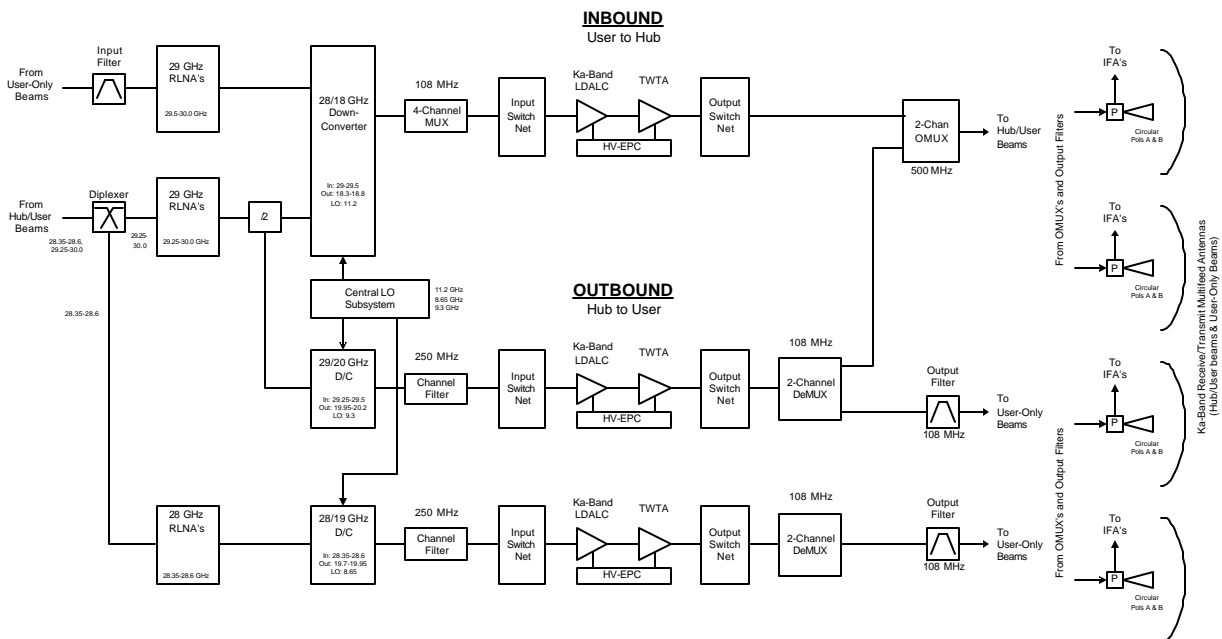 INBOUND
User to Hub
Input
Filter
From
User-Only
Beams
29 GHz
RLNA's
29.5-30.0 GHz
28/18 GHz
Down-
Converter
In: 29-29.5
Out: 18.3-18.8
LO: 11.2
108 MHz
4-Channel
MUX
Input
Switch
Net
Ka-Band
LDALC
TWTA
HV-EPC
Output
Switch
Net
2-Chan
OMUX
500 MHz
To
Hub/User
Beams
From
Hub/User
Beams
Diplexer
28.35-28.6,
29.25-30.0
29.25-
30.0
29 GHz
RLNA's
29.25-30.0 GHz
/2
28.35-28.6
Central LO
Subsystem
11.2 GHz
8.65 GHz
9.3 GHz
OUTBOUND
Hub to User
29/20 GHz
D/C
In: 29.25-29.5
Out: 19.95-20.2
LO: 9.3
250 MHz
Channel
Filter
Input
Switch
Net
Ka-Band
LDALC
TWTA
HV-EPC
Output
Switch
Net
108 MHz
2-Channel
DeMUX
Output
Filter
108 MHz
To
User-Only
Beams
28 GHz
RLNA's
28.35-28.6 GHz
28/19 GHz
D/C
In: 28.35-28.6
Out: 19.7-19.95
LO: 8.65
250 MHz
Channel
Filter
Input
Switch
Net
Ka-Band
LDALC
TWTA
HV-EPC
Output
Switch
Net
108 MHz
2-Channel
DeMUX
Output
Filter
108 MHz
To
User-Only
Beams
From OMUX's and Output Filters
From OMUX's and Output Filters
To
IFA's
P
Circular
Pols A & B
To
IFA's
P
Circular
Pols A & B
To
IFA's
P
Circular
Pols A & B
To
IFA's
P
Circular
Pols A & B
Ka-Band Receive/Transmit Multifeed Antennas
(Hub/User beams & User-Only Beams)